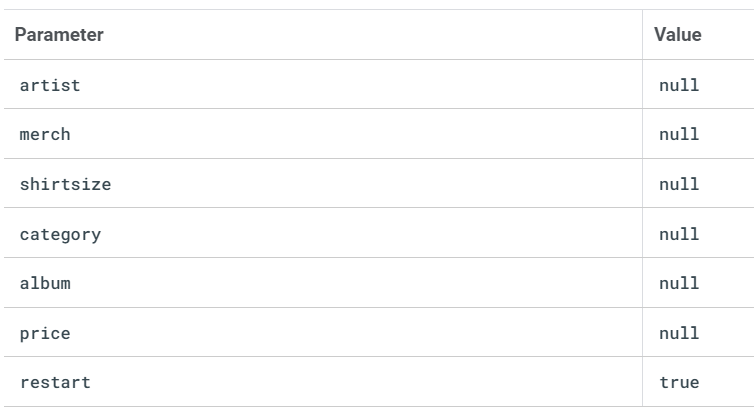 Parameter Value
artist null
merch null
shirtsize null
category null
album null
price null
restart true